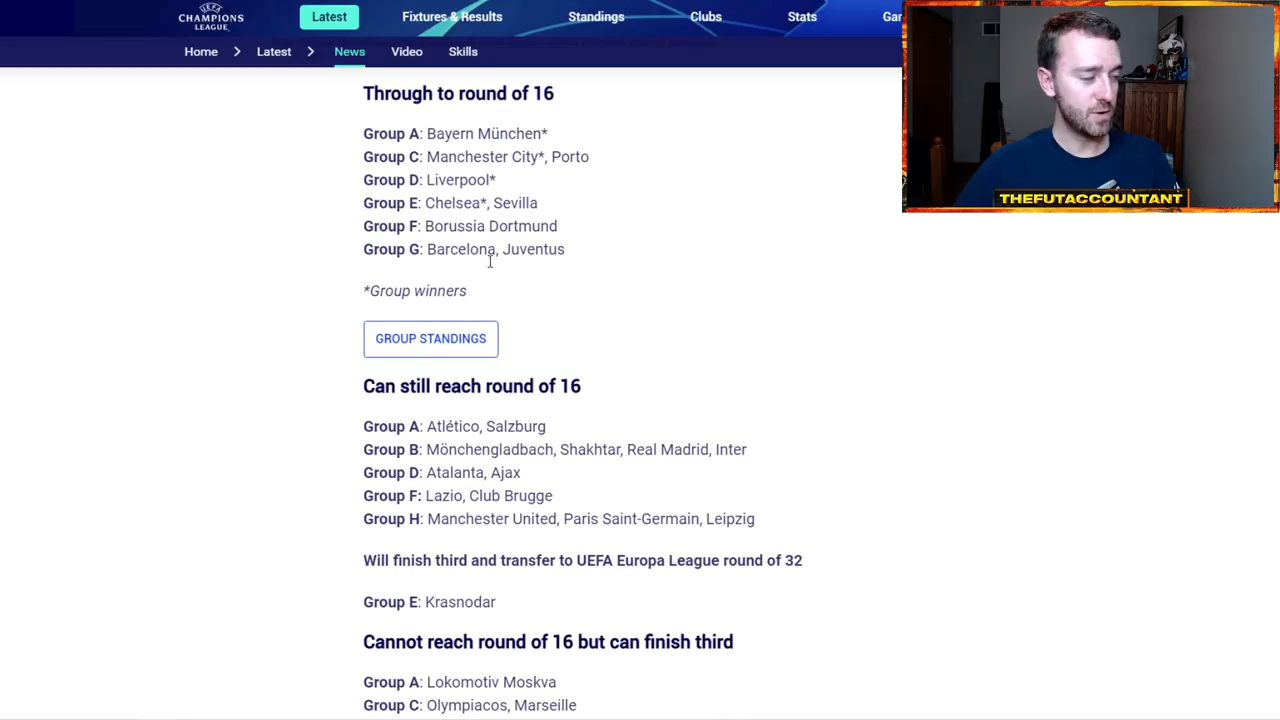 UEFA
CHAMPIONS
LEAGUE
Latest
Fixtures & Results
Standings
Clubs
Stats
Home
Latest
News
Video
Skills
THEFUTACCOUNTANT
Through to round of 16
Group A: Bayern München*
Group C: Manchester City*, Porto
Group D: Liverpool*
Group E: Chelsea*, Sevilla
Group F: Borussia Dortmund
Group G: Barcelona, Juventus
*Group winners
GROUP STANDINGS
Can still reach round of 16
Group A: Atlético, Salzburg
Group B: Mönchengladbach, Shakhtar, Real Madrid, Inter
Group D: Atalanta, Ajax
Group F: Lazio, Club Brugge
Group H: Manchester United, Paris Saint-Germain, Leipzig
Will finish third and transfer to UEFA Europa League round of 32
Group E: Krasnodar
Cannot reach round of 16 but can finish third
Group A: Lokomotiv Moskva
Group C: Olympiacos, Marseille